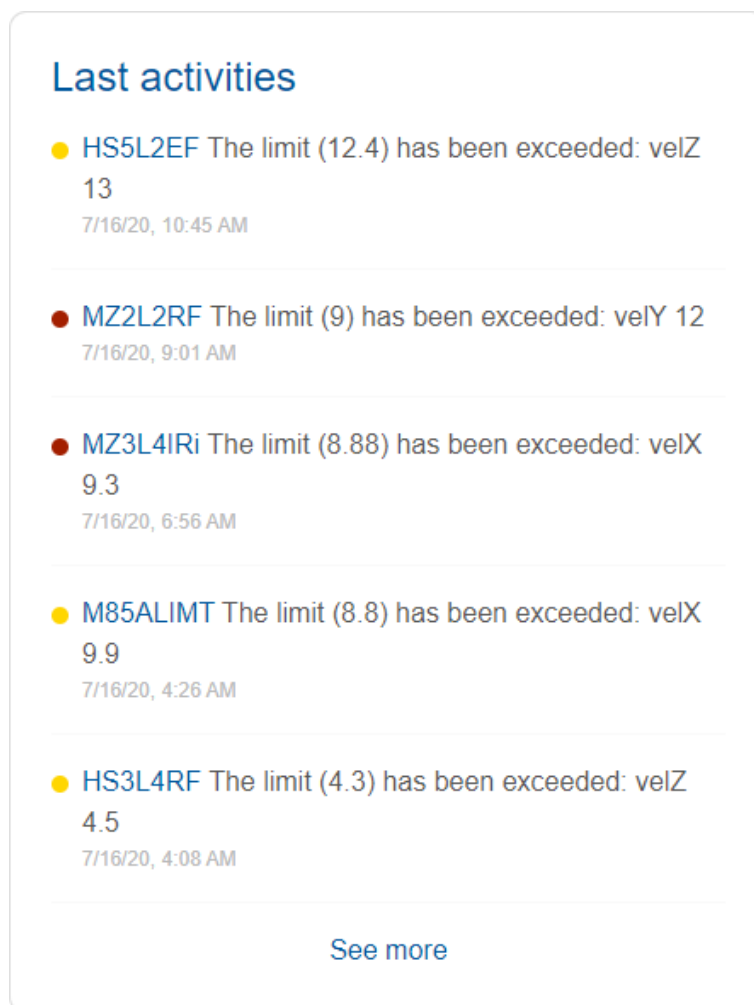 Last activities
HS5L2EF The limit (12.4) has been exceeded: velZ
13
7/16/20, 10:45 AM
MZ2L2RF The limit (9) has been exceeded: velY 12
7/16/20, 9:01 AM
MZ3L4IRi The limit (8.88) has been exceeded: velX
9.3
7/16/20, 6:56 AM
M85ALIMT The limit (8.8) has been exceeded: velX
9.9
7/16/20, 4:26 AM
HS3L4RF The limit (4.3) has been exceeded: velZ
4.5
7/16/20, 4:08 AM
See more